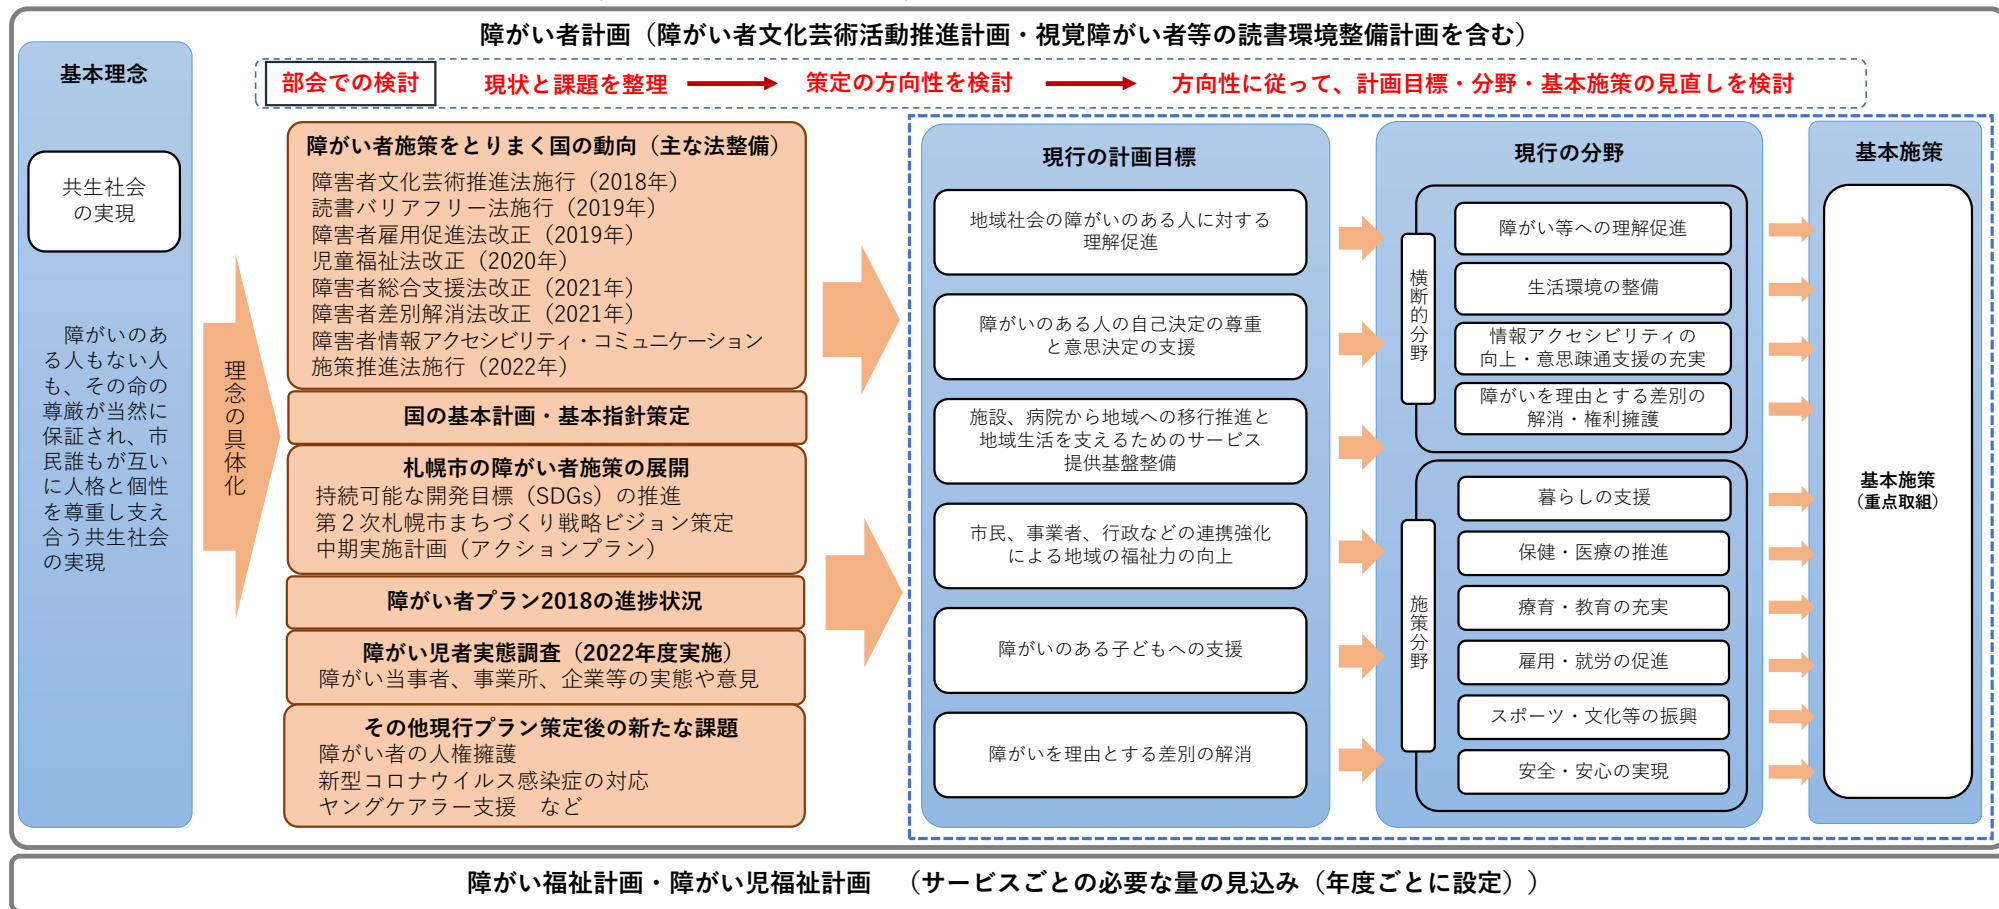 障がい者計画（障がい者文化芸術活動推進計画・視覚障がい者等の読書環境整備計画を含む）
部会での検討
現状と課題を整理
策定の方向性を検討
方向性に従って、計画目標・分野・基本施策の見直しを検討
基本理念
共生社会
の実現
障がいのあ
る人もない人
も、その命の
尊厳が当然に
保証され、市
民誰もが互い
に人格と個性
を尊重し支え
合う共生社会
の実現
理念の具体化
障がい者施策をとりまく国の動向（主な法整備）
障害者文化芸術推進法施行（2018年）
読書バリアフリー法施行（2019年）
障害者雇用促進法改正（2019年）
児童福祉法改正（2020年）
障害者総合支援法改正（2021年）
障害者差別解消法改正（2021年）
障害者情報アクセシビリティ・コミュニケーション
施策推進法施行（2022年）
国の基本計画・基本指針策定
札幌市の障がい者施策の展開
持続可能な開発目標（SDGs）の推進
第２次札幌市まちづくり戦略ビジョン策定
中期実施計画（アクションプラン）
障がい者プラン2018の進捗状況
障がい児者実態調査（2022年度実施）
障がい当事者、事業所、企業等の実態や意見
その他現行プラン策定後の新たな課題
障がい者の人権擁護
新型コロナウイルス感染症の対応
ヤングケアラー支援　など
現行の計画目標
地域社会の障がいのある人に対する
理解促進
障がいのある人の自己決定の尊重
と意思決定の支援
施設、病院から地域への移行推進と
地域生活を支えるためのサービス
提供基盤整備
市民、事業者、行政などの連携強化
による地域の福祉力の向上
障がいのある子どもへの支援
障がいを理由とする差別の解消
現行の分野
横断的分野
障がい等への理解促進
生活環境の整備
情報アクセシビリティの
向上・意思疎通支援の充実
障がいを理由とする差別の
解消・権利擁護
施策分野
暮らしの支援
保健・医療の推進
療育・教育の充実
雇用・就労の促進
スポーツ・文化等の振興
安全・安心の実現
基本施策
基本施策
（重点取組）
障がい福祉計画・障がい児福祉計画　（サービスごとの必要な量の見込み（年度ごとに設定））